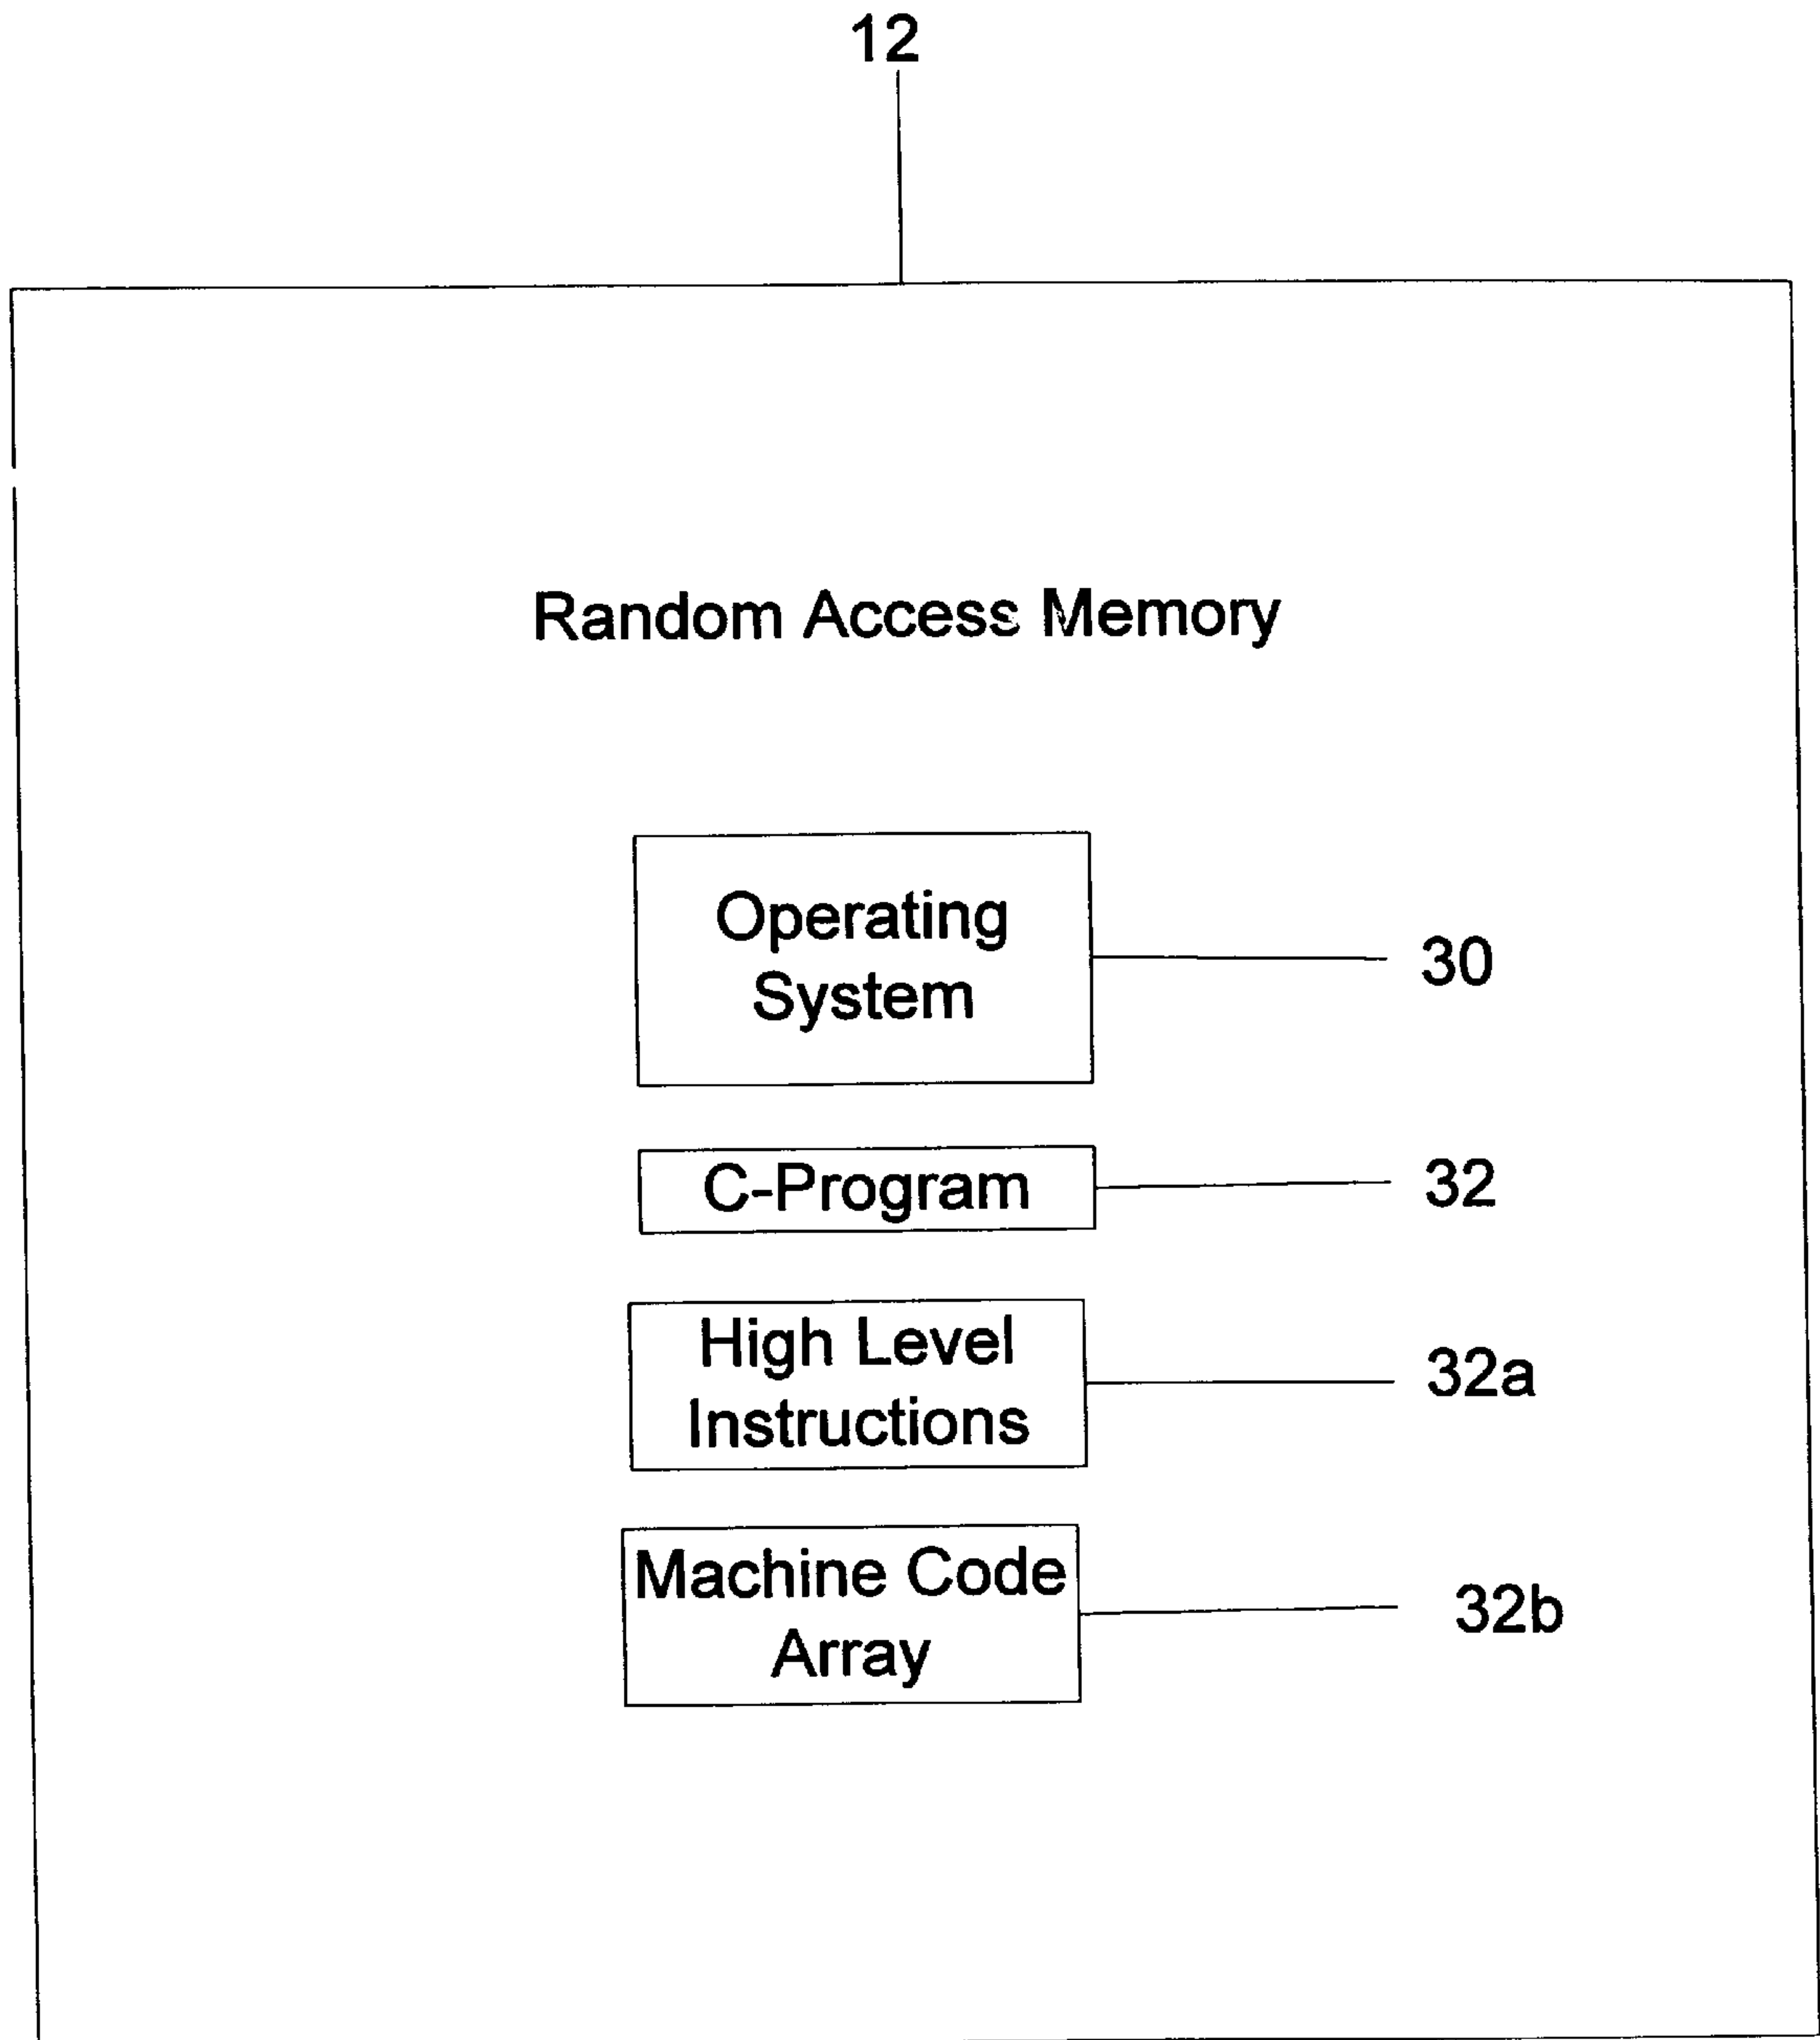 12
Random Access Memory
Operating
System
30
C-Program
32
High Level
Instructions
32a
Machine Code
Array
32b